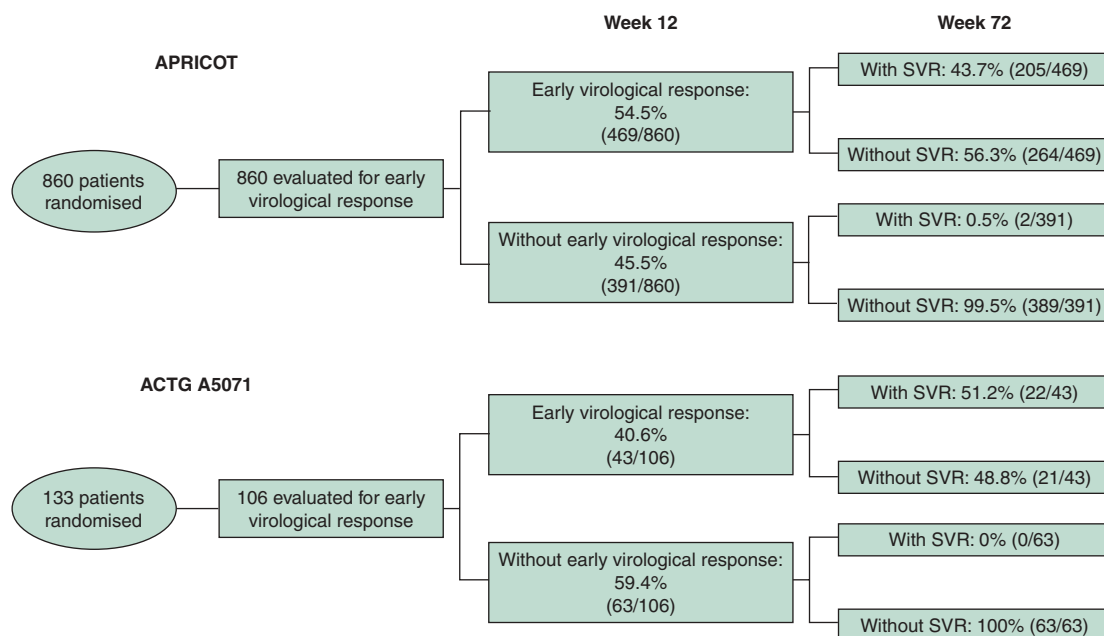 Week 12
Week 72
APRICOT
860 patients
randomised
860 evaluated for early
virological response
Early virological response:
54.5%
(469/860)
With SVR: 43.7% (205/469)
Without SVR: 56.3% (264/469)
Without early virological response:
45.5%
(391/860)
With SVR: 0.5% (2/391)
Without SVR: 99.5% (389/391)
ACTG A5071
133 patients
randomised
106 evaluated for early
virological response
Early virological response:
40.6%
(43/106)
With SVR: 51.2% (22/43)
Without SVR: 48.8% (21/43)
Without early virological response:
59.4%
(63/106)
With SVR: 0% (0/63)
Without SVR: 100% (63/63)